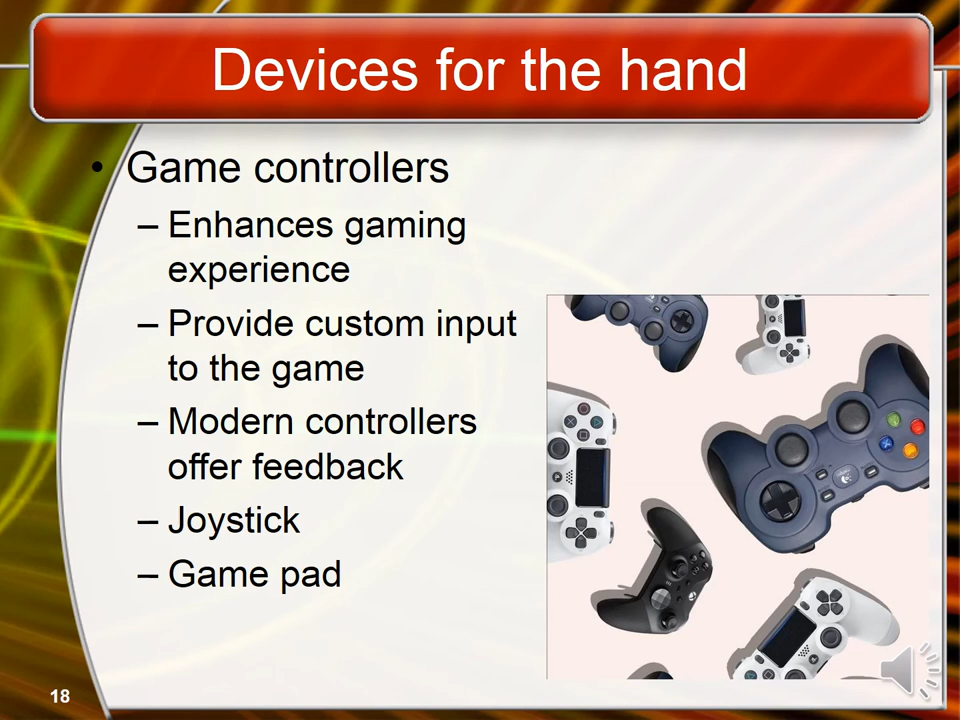 Devices for the hand
• Game controllers
– Enhances gaming
experience
– Provide custom input
to the game
– Modern controllers
offer feedback
– Joystick
– Game pad
18